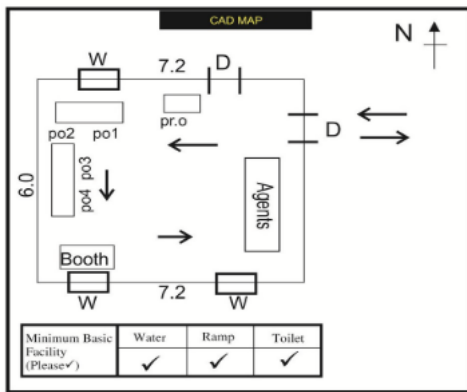 CAD MAP
N
W 7.2 D
po2 po1 pr.o
D
6.0
po3
po4
Agents
Booth
W 7.2 W
Minimum Basic Facility (Please✓) Water Ramp Toilet
✓ ✓ ✓